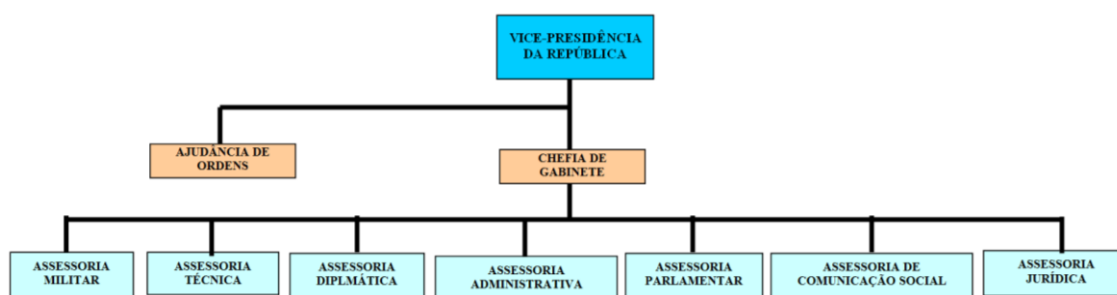 VICE-PRESIDÊNCIA
DA REPÚBLICA
AJUDÂNCIA DE
ORDENS
CHEFIA DE
GABINETE
ASSESSORIA
MILITAR
ASSESSORIA
TÉCNICA
ASSESSORIA
DIPLMÁTICA
ASSESSORIA
ADMINISTRATIVA
ASSESSORIA
PARLAMENTAR
ASSESSORIA DE
COMUNICAÇÃO SOCIAL
ASSESSORIA
JURÍDICA